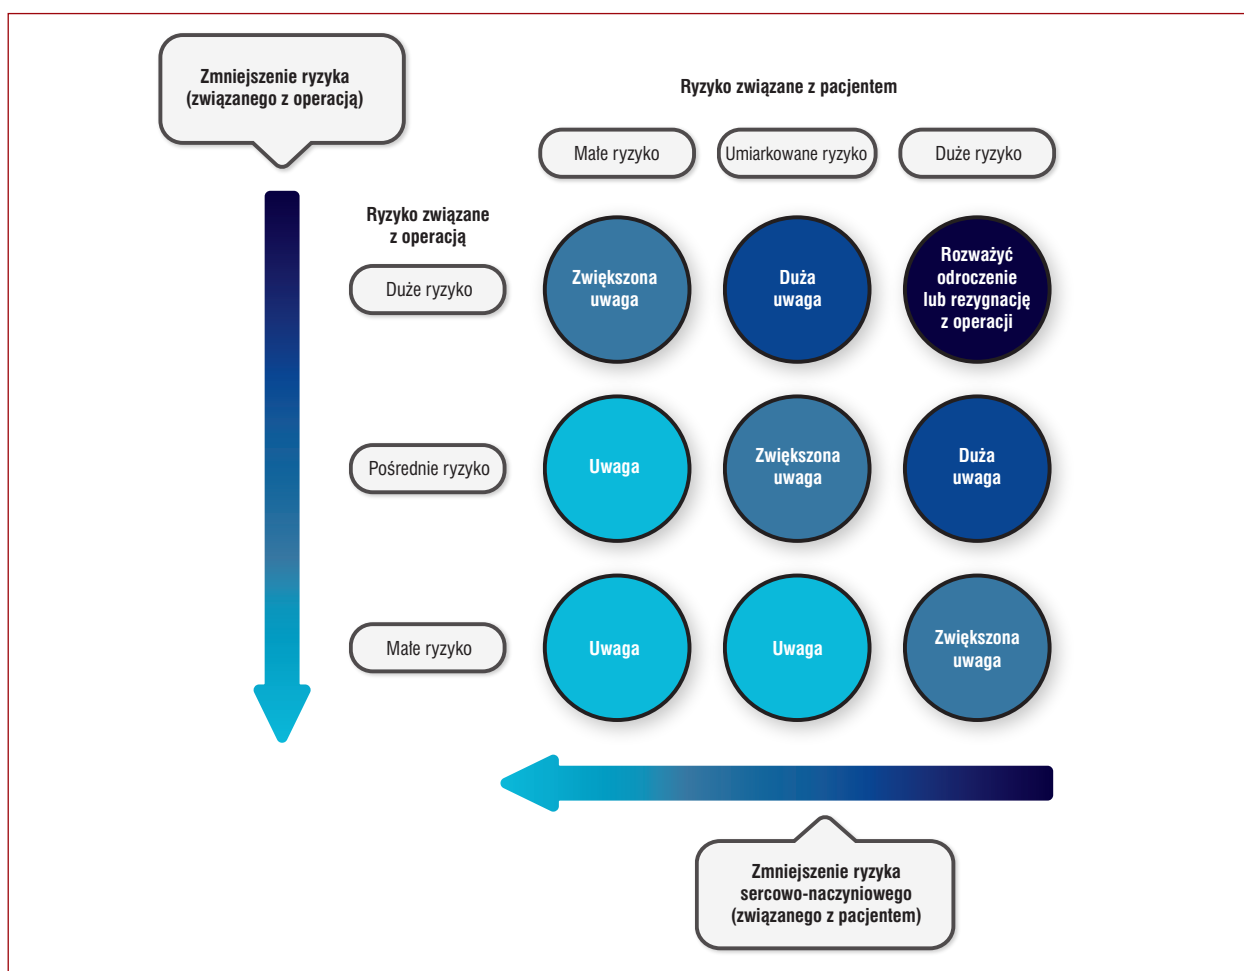 Zmniejszenie ryzyka
(związanego z operacją)
Ryzyko związane z pacjentem
Małe ryzyko
Umiarkowane ryzyko
Duże ryzyko
Ryzyko związane
z operacją
Duże ryzyko
Zwiększona
uwaga
Duża
uwaga
Rozważyć
odroczenie
lub rezygnację
z operacji
Pośrednie ryzyko
Uwaga
Zwiększona
uwaga
Duża
uwaga
Małe ryzyko
Uwaga
Uwaga
Zwiększona
uwaga
Zmniejszenie ryzyka
sercowo-naczyniowego
(związanego z pacjentem)